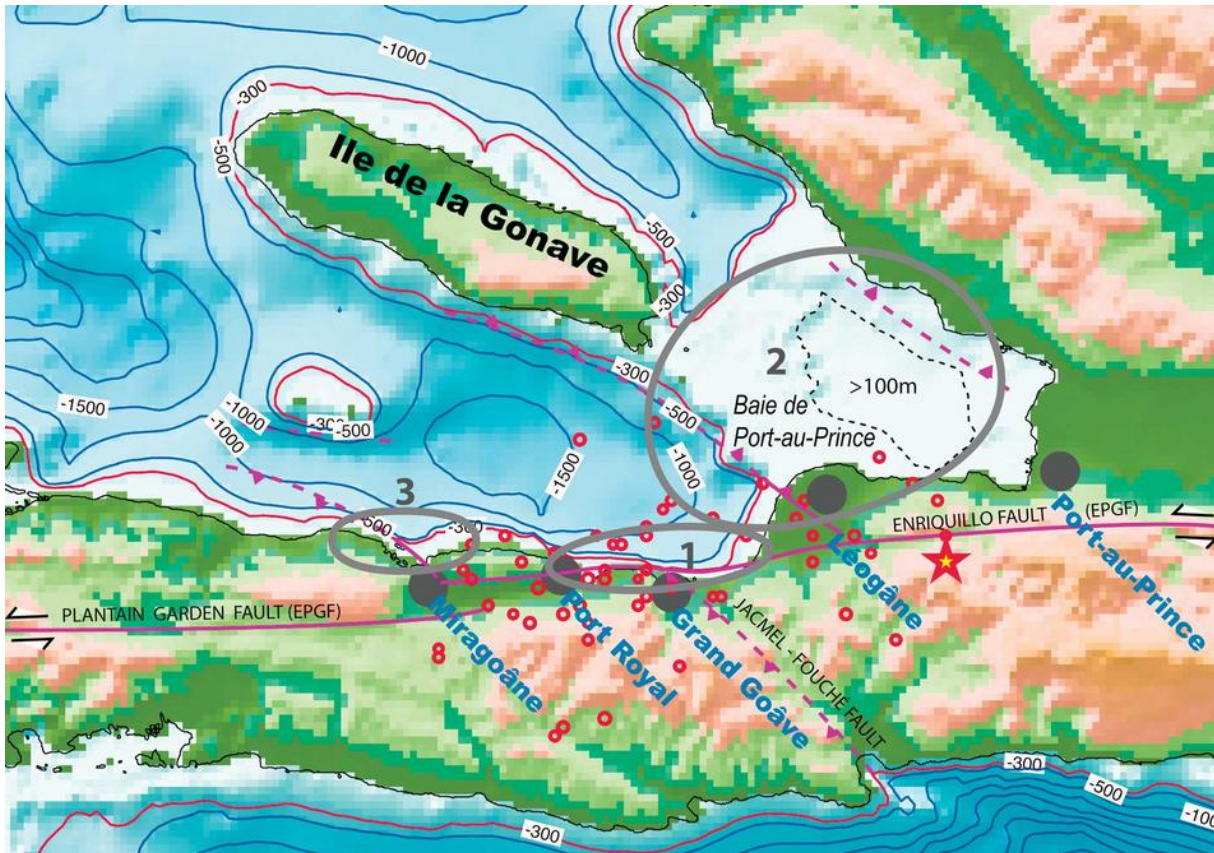 -1000
-300
-500
Ile de la Gonave
-500
-300
-300
-500
-1000
2
>100m
Baie de
Port-au-Prince
-1500
-1000
-300
-500
-1000
-1500
3
-500
-300
1
ENRIQUILLO FAULT (EPGF)
Port-au-Prince
Léogâne
PLANTAIN GARDEN FAULT (EPGF)
Miragoâne
Port Royal
Grand Goâve
JACMEL - FOUCHE FAULT
-300
-500
-100
-300